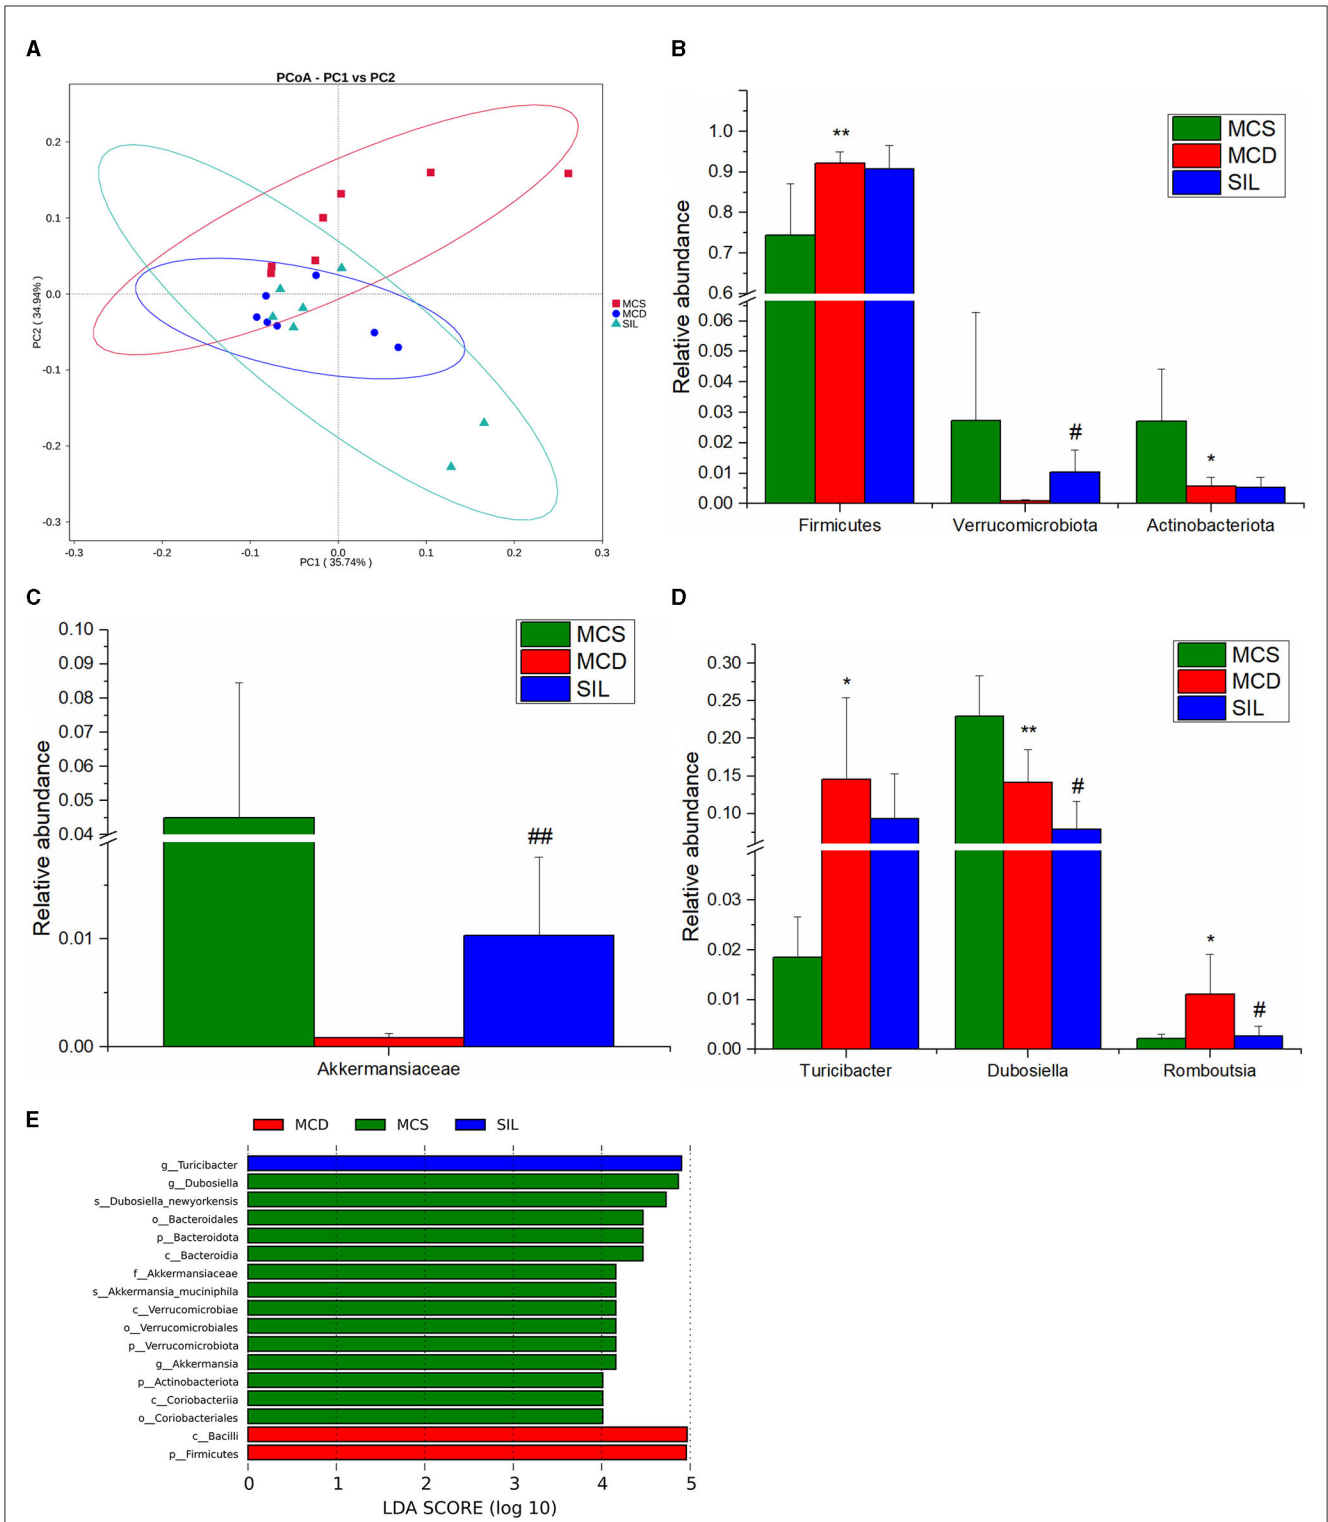 A
PCoA - PC1 vs PC2
0.2
0.1
0.0
-0.1
-0.2
-0.3
PC2 ( 34.94% )
-0.3 -0.2 -0.1 0.0 0.1 0.2 0.3
PC1 ( 35.74% )
MCS
MCD
SIL
B
1.0
0.9
0.8
0.7
0.6
0.06
0.05
0.04
0.03
0.02
0.01
0.00
Relative abundance
MCS
MCD
SIL
**
#
*
Firmicutes Verrucomicrobiota Actinobacteriota
C
0.10
0.09
0.08
0.07
0.06
0.05
0.04
0.01
0.00
Relative abundance
MCS
MCD
SIL
##
Akkermansiaceae
D
0.30
0.25
0.20
0.15
0.10
0.03
0.02
0.01
0.00
Relative abundance
MCS
MCD
SIL
*
**
#
*
#
Turicibacter Dubosiella Romboutsia
E
MCD MCS SIL
g__Turicibacter
g__Dubosiella
s__Dubosiella_newyorkensis
o__Bacteroidales
p__Bacteroidota
c__Bacteroidia
f__Akkermansiaceae
s__Akkermansia_muciniphila
c__Verrucomicrobiae
o__Verrucomicrobiales
p__Verrucomicrobiota
g__Akkermansia
p__Actinobacteriota
c__Coriobacteriia
o__Coriobacteriales
c__Bacilli
p__Firmicutes
0 1 2 3 4 5
LDA SCORE (log 10)